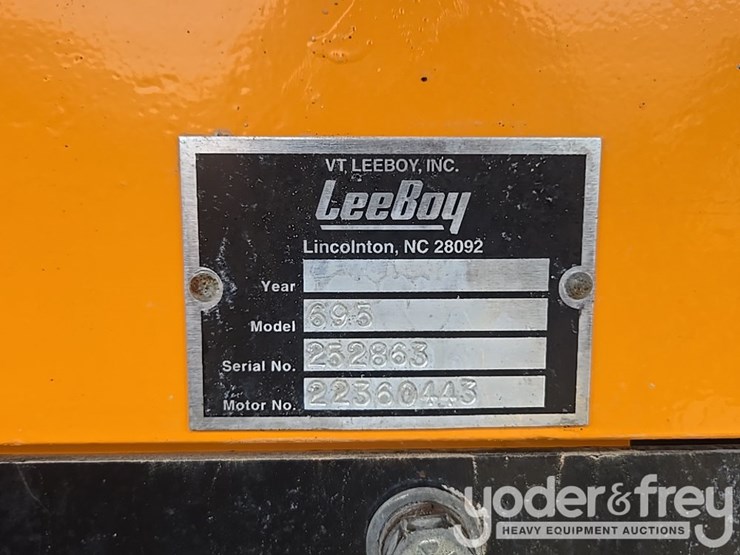 VT LEEBOY, INC.
LeeBoy
Lincolnton, NC 28092
Year
Model 695
Serial No. 252863
Motor No. 22360443
yoder&frey
HEAVY EQUIPMENT AUCTIONS